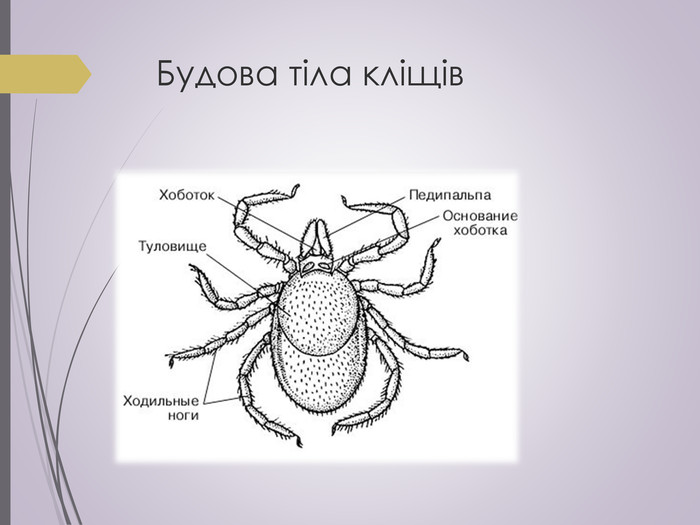 Будова тіла кліщів
Хоботок
Педипальпа
Основание
хоботка
Туловище
Ходильные
ноги